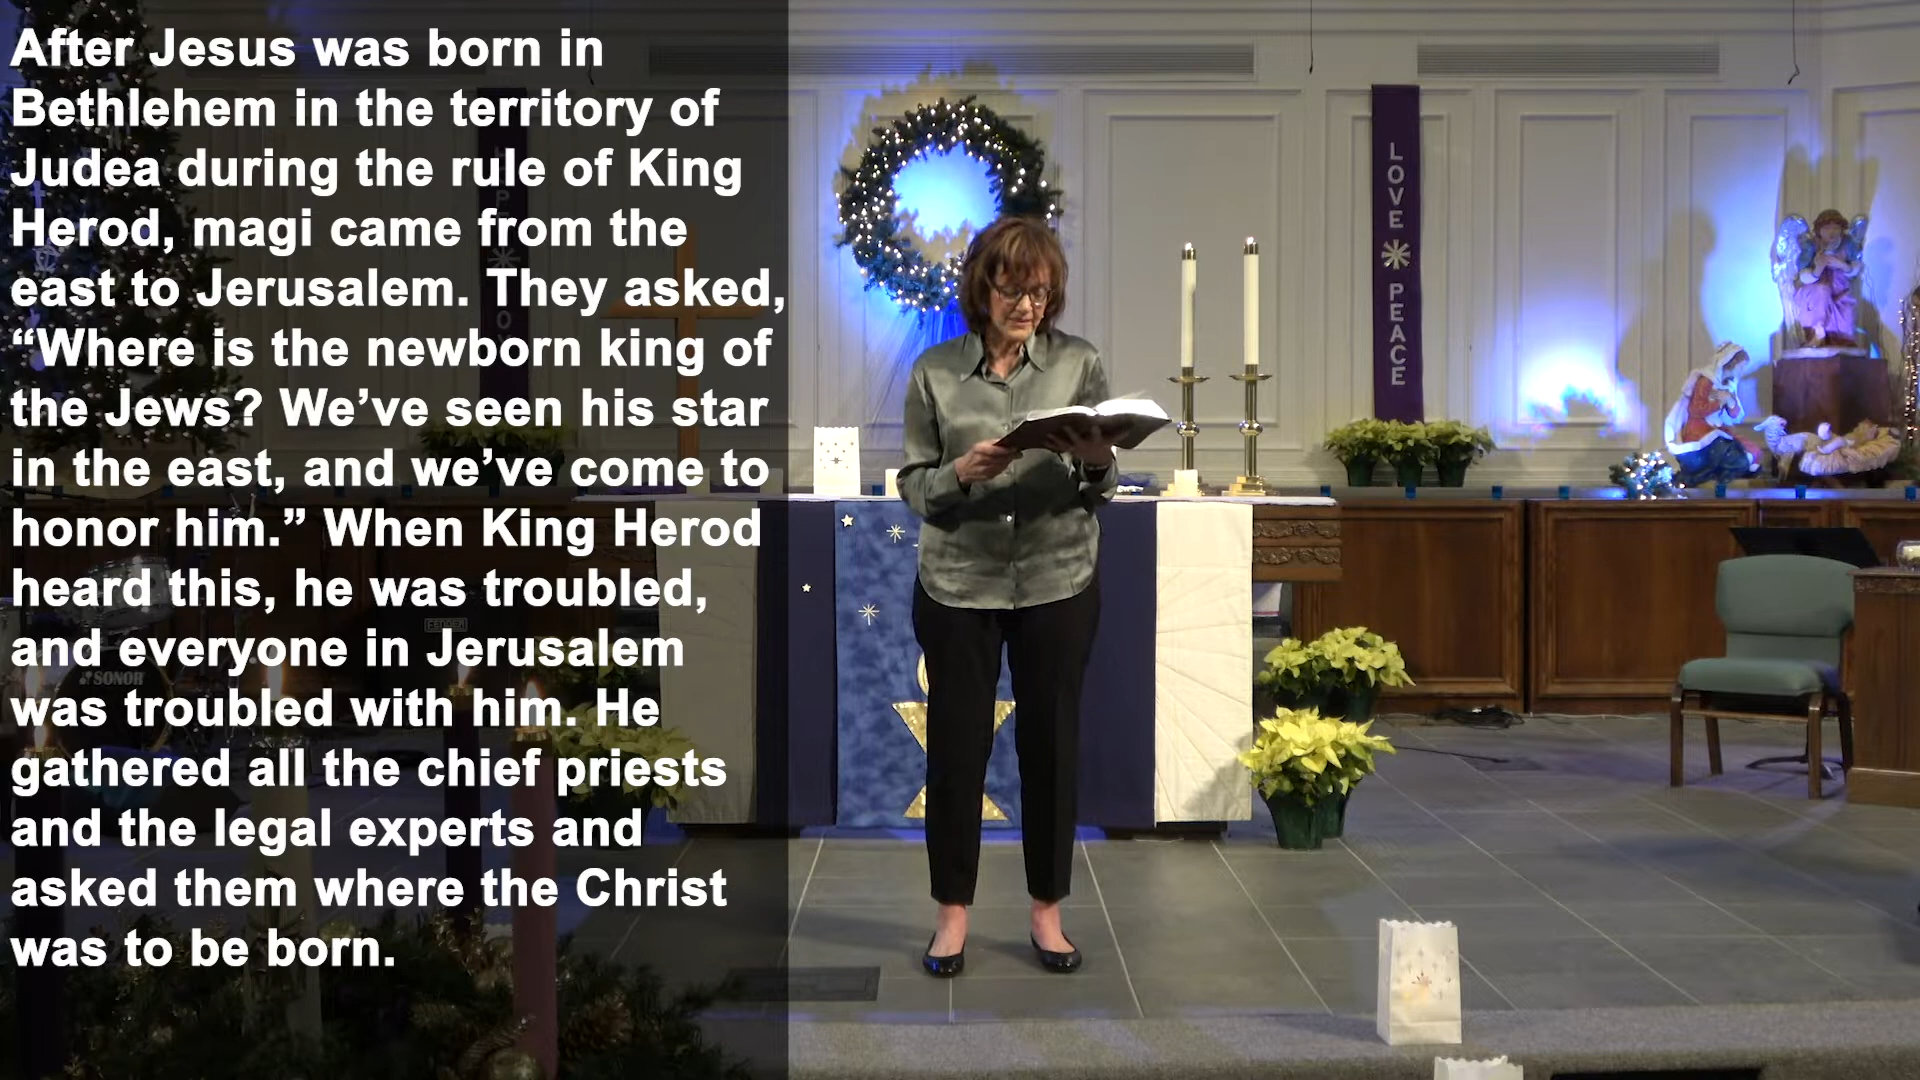 After Jesus was born in
Bethlehem in the territory of
Judea during the rule of King
Herod, magi came from the
east to Jerusalem. They asked,
“Where is the newborn king of
the Jews? We’ve seen his star
in the east, and we’ve come to
honor him.” When King Herod
heard this, he was troubled,
and everyone in Jerusalem
was troubled with him. He
gathered all the chief priests
and the legal experts and
asked them where the Christ
was to be born.
LOVE
PEACE
SONOR
FENDER